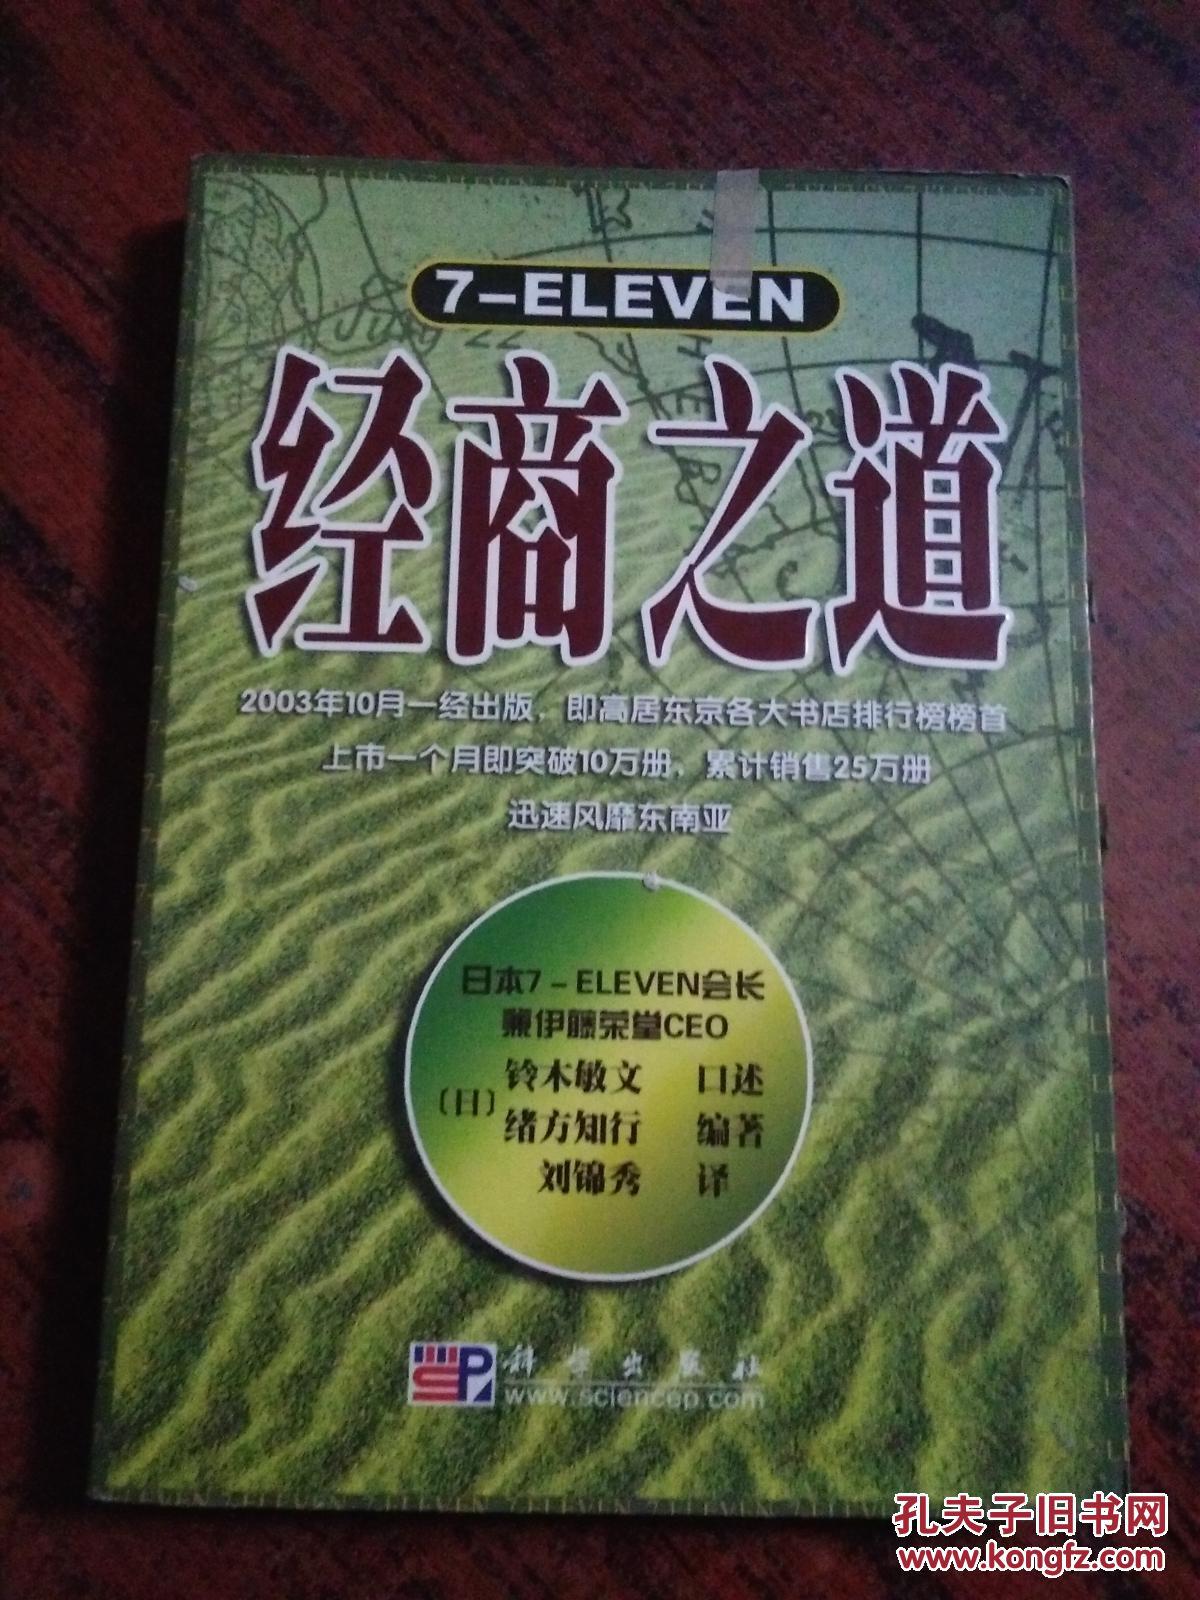 7-ELEVEN
经商之道
2003年10月一经出版，即高居东京各大书店排行榜榜首
上市一个月即突破10万册，累计销售25万册
迅速风靡东南亚
日本7-ELEVEN会长
兼伊藤荣堂CEO
〔日〕铃木敏文 口述
绪方知行 编著
刘锦秀 译
科学出版社
www.sciencep.com
孔夫子旧书网
www.kongfz.com